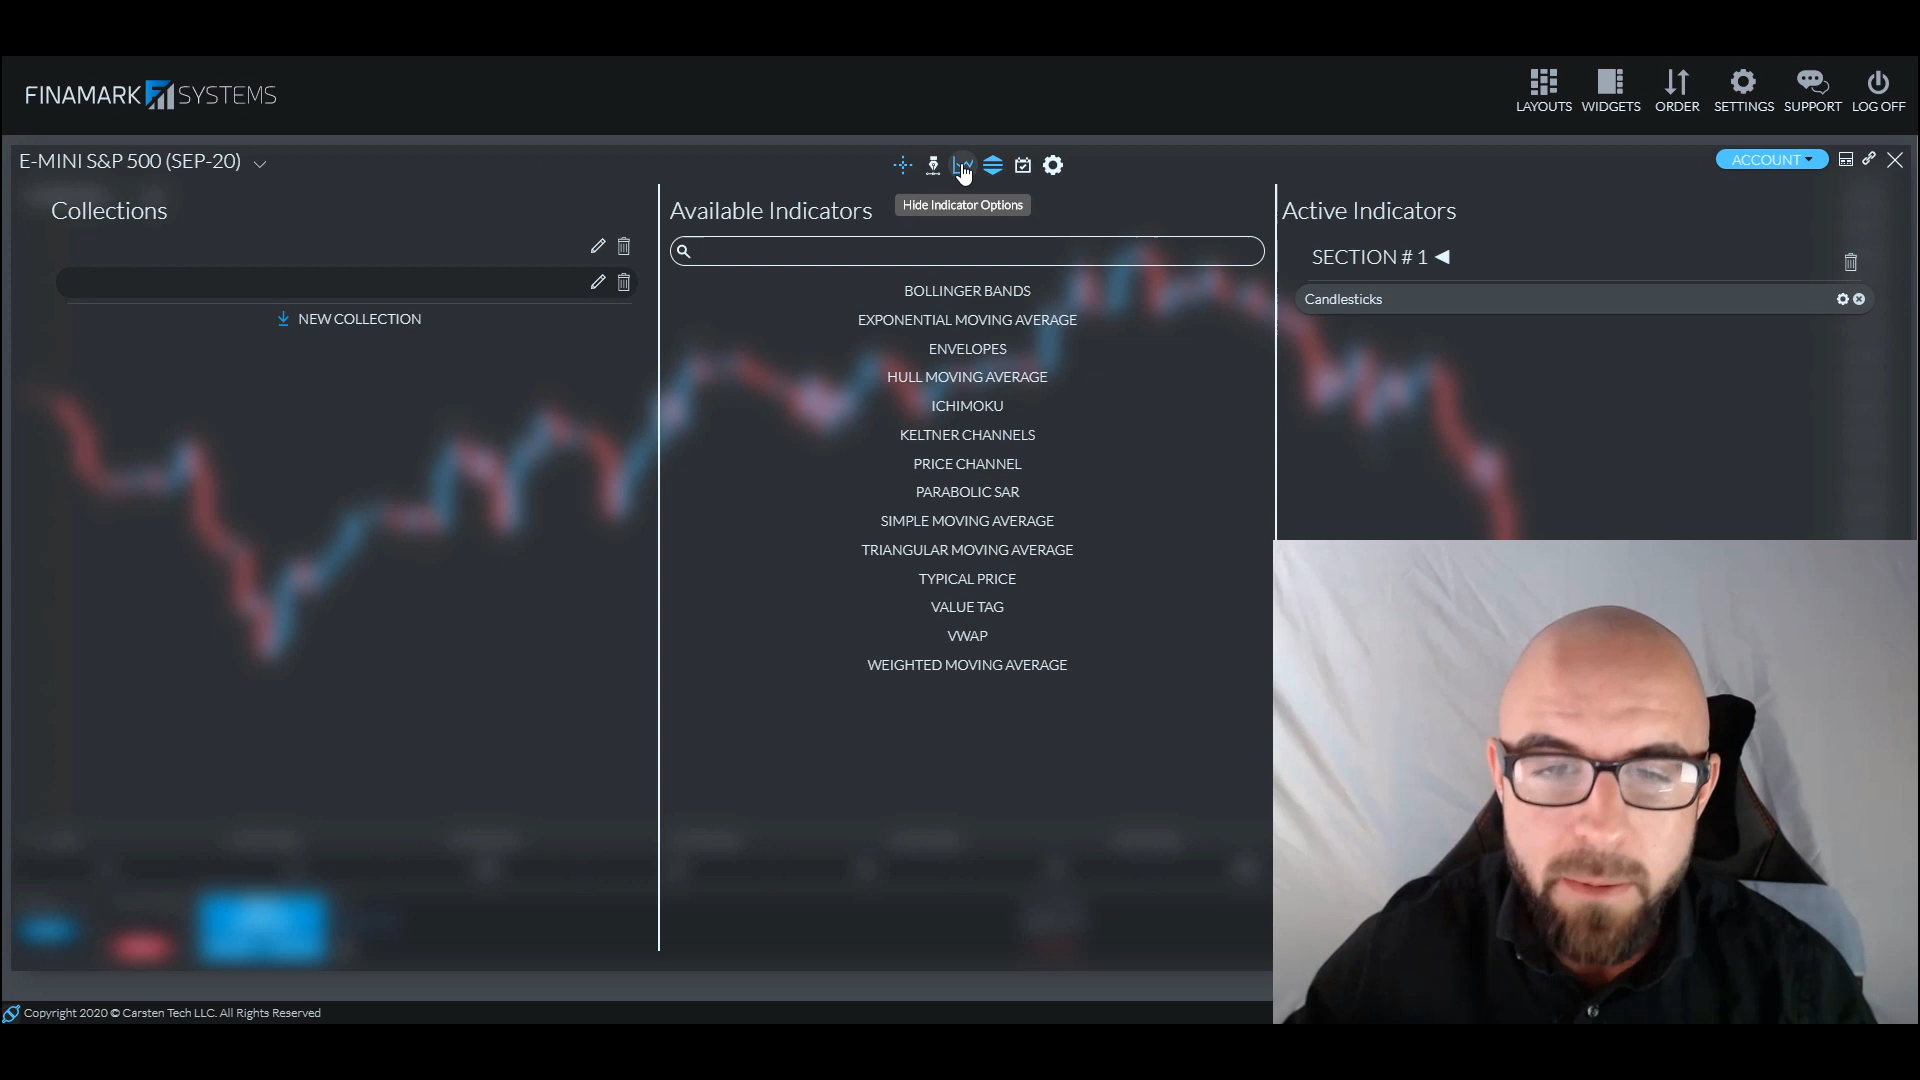 FINAMARK SYSTEMS
LAYOUTS WIDGETS ORDER SETTINGS SUPPORT LOG OFF
E-MINI S&P 500 (SEP-20)
ACCOUNT
Hide Indicator Options
Collections
NEW COLLECTION
Available Indicators
BOLLINGER BANDS
EXPONENTIAL MOVING AVERAGE
ENVELOPES
HULL MOVING AVERAGE
ICHIMOKU
KELTNER CHANNELS
PRICE CHANNEL
PARABOLIC SAR
SIMPLE MOVING AVERAGE
TRIANGULAR MOVING AVERAGE
TYPICAL PRICE
VALUE TAG
VWAP
WEIGHTED MOVING AVERAGE
Active Indicators
SECTION # 1
Candlesticks
Copyright 2020 © Carsten Tech LLC. All Rights Reserved